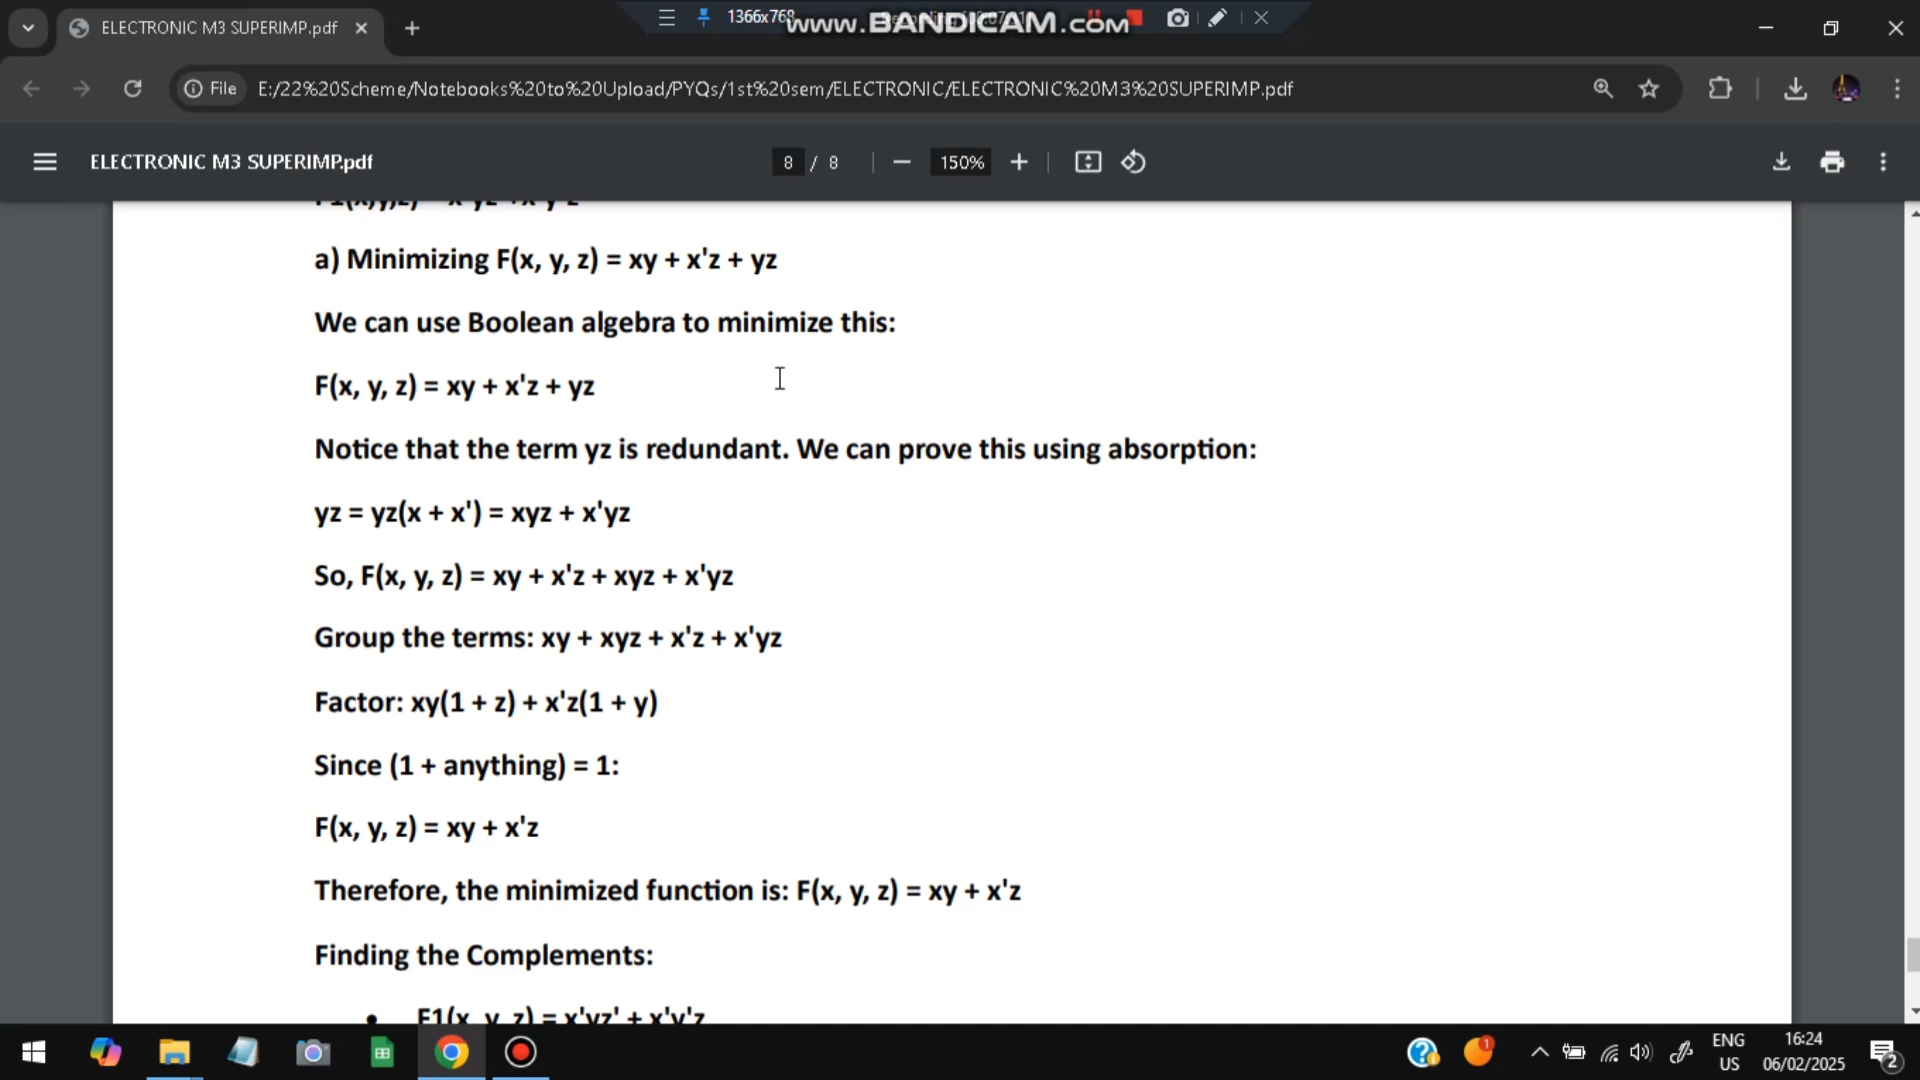 ELECTRONIC M3 SUPERIMP.pdf
1366x768
www.BANDICAM.com
File
E:/22%20Scheme/Notebooks%20to%20Upload/PYQs/1st%20sem/ELECTRONIC/ELECTRONIC%20M3%20SUPERIMP.pdf
ELECTRONIC M3 SUPERIMP.pdf
8 / 8
150%
a) Minimizing F(x, y, z) = xy + x'z + yz
We can use Boolean algebra to minimize this:
F(x, y, z) = xy + x'z + yz
Notice that the term yz is redundant. We can prove this using absorption:
yz = yz(x + x') = xyz + x'yz
So, F(x, y, z) = xy + x'z + xyz + x'yz
Group the terms: xy + xyz + x'z + x'yz
Factor: xy(1 + z) + x'z(1 + y)
Since (1 + anything) = 1:
F(x, y, z) = xy + x'z
Therefore, the minimized function is: F(x, y, z) = xy + x'z
Finding the Complements:
• F1(x, y, z) = x'yz' + x'y'z
ENG
US
16:24
06/02/2025
1
2